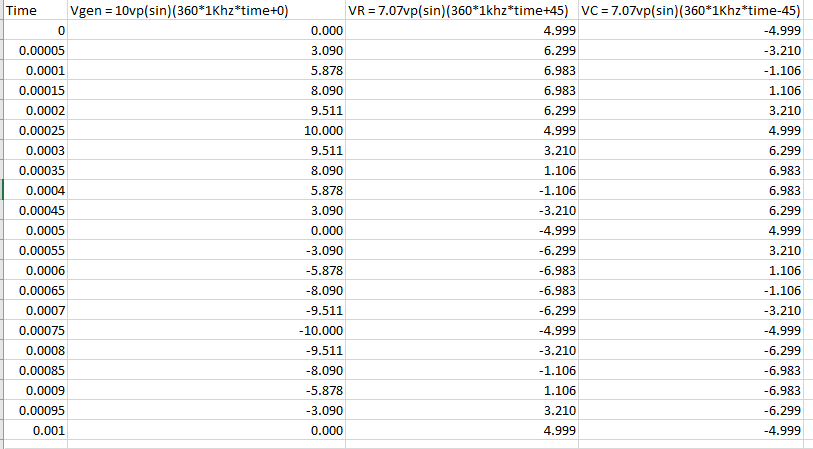 Time Vgen = 10vp(sin)(360*1Khz*time+0) VR = 7.07vp(sin)(360*1khz*time+45) VC = 7.07vp(sin)(360*1Khz*time-45)
0 0.000 4.999 -4.999
0.00005 3.090 6.299 -3.210
0.0001 5.878 6.983 -1.106
0.00015 8.090 6.983 1.106
0.0002 9.511 6.299 3.210
0.00025 10.000 4.999 4.999
0.0003 9.511 3.210 6.299
0.00035 8.090 1.106 6.983
0.0004 5.878 -1.106 6.983
0.00045 3.090 -3.210 6.299
0.0005 0.000 -4.999 4.999
0.00055 -3.090 -6.299 3.210
0.0006 -5.878 -6.983 1.106
0.00065 -8.090 -6.983 -1.106
0.0007 -9.511 -6.299 -3.210
0.00075 -10.000 -4.999 -4.999
0.0008 -9.511 -3.210 -6.299
0.00085 -8.090 -1.106 -6.983
0.0009 -5.878 1.106 -6.983
0.00095 -3.090 3.210 -6.299
0.001 0.000 4.999 -4.999